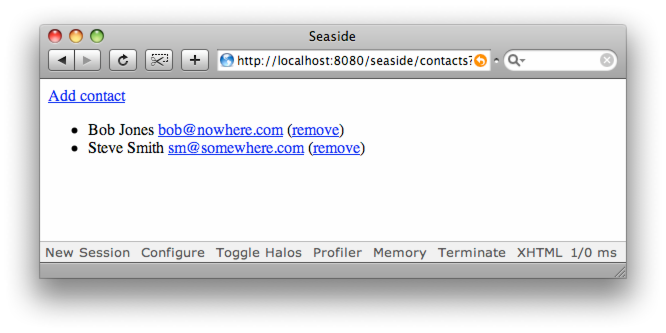 Seaside
http://localhost:8080/seaside/contacts?
Add contact
• Bob Jones bob@nowhere.com (remove)
• Steve Smith sm@somewhere.com (remove)
New Session Configure Toggle Halos Profiler Memory Terminate XHTML 1/0 ms